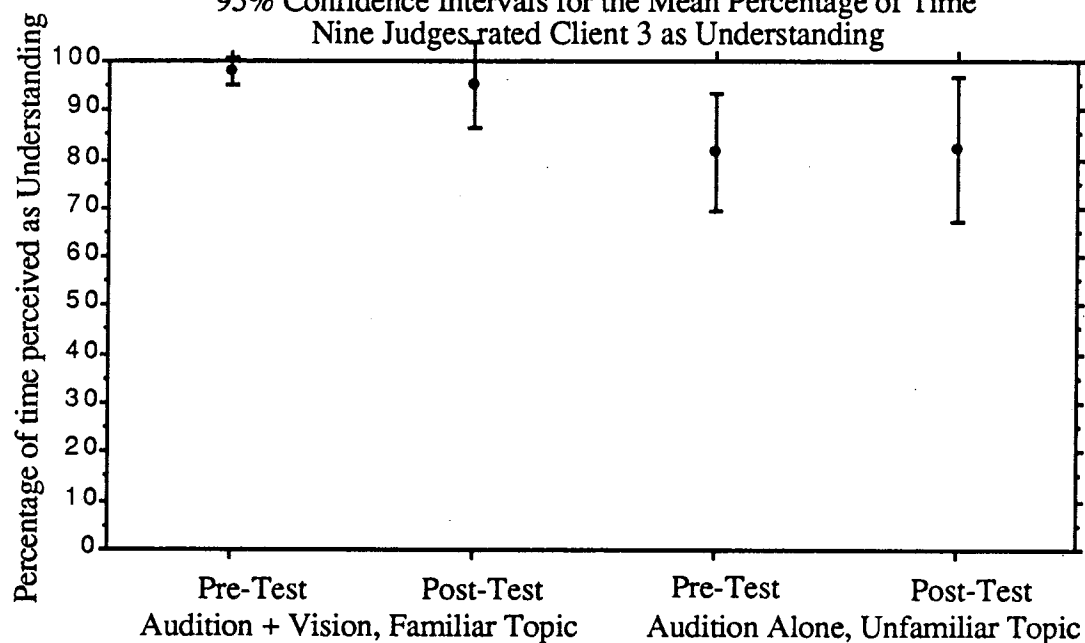 95% Confidence Intervals for the Mean Percentage of Time
Nine Judges rated Client 3 as Understanding
Percentage of time perceived as Understanding
100
90
80
70
60
50
40
30
20
10
0
Pre-Test Post-Test Pre-Test Post-Test
Audition + Vision, Familiar Topic Audition Alone, Unfamiliar Topic